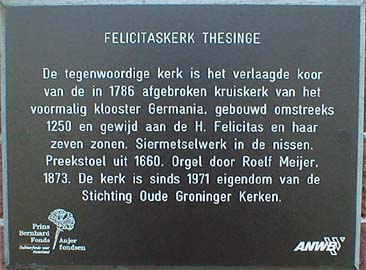 FELICITASKERK THESINGE
De tegenwoordige kerk is het verlaagde koor
van de in 1786 afgebroken kruiskerk van het
voormalig klooster Germania, gebouwd omstreeks
1250 en gewijd aan de H. Felicitas en haar
zeven zonen. Siermetselwerk in de nissen.
Preekstoel uit 1660. Orgel door Roelf Meijer,
1873. De kerk is sinds 1971 eigendom van de
Stichting Oude Groninger Kerken.
Prins
Bernhard
Fonds
Cultuurfonds voor
Nederland
Anjer
fondsen
ANWB